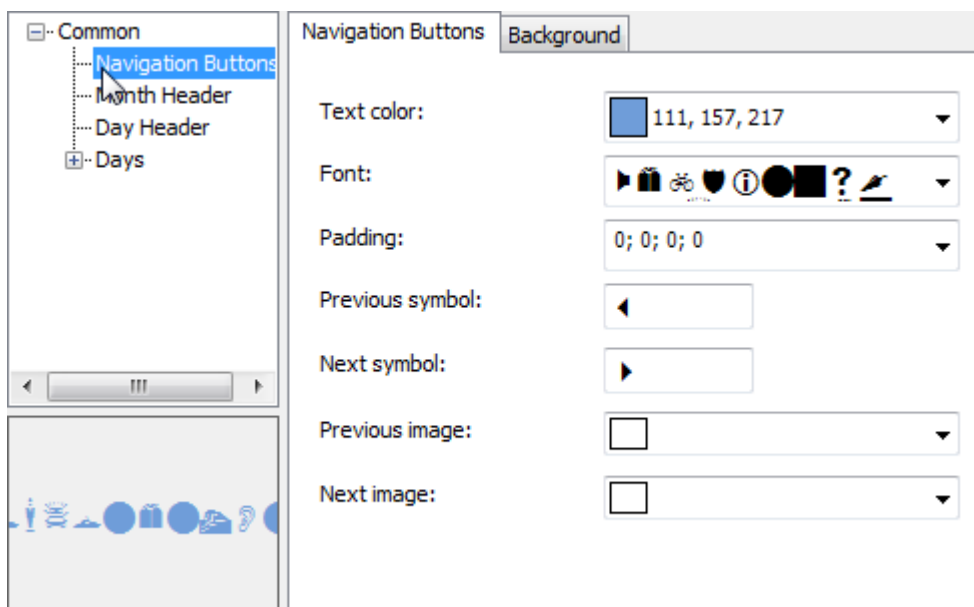 Common
Navigation Buttons
Month Header
Day Header
Days
Navigation Buttons
Background
Text color:
111, 157, 217
Font:
Padding:
0; 0; 0; 0
Previous symbol:
Next symbol:
Previous image:
Next image: